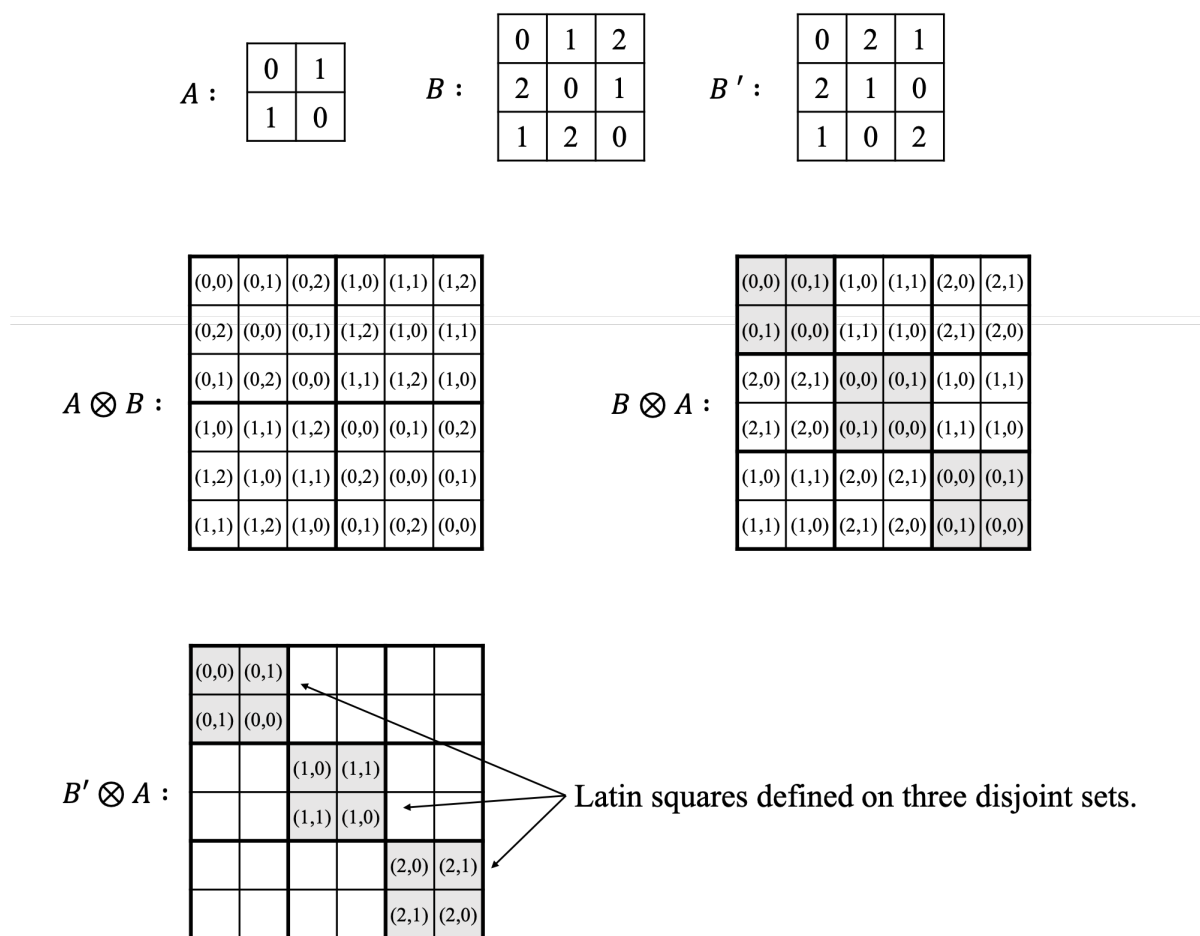 A : B : B′ :
0 1
1 0
0 1 2
2 0 1
1 2 0
0 2 1
2 1 0
1 0 2
A ⊗ B :
(0,0) (0,1) (0,2) (1,0) (1,1) (1,2)
(0,2) (0,0) (0,1) (1,2) (1,0) (1,1)
(0,1) (0,2) (0,0) (1,1) (1,2) (1,0)
(1,0) (1,1) (1,2) (0,0) (0,1) (0,2)
(1,2) (1,0) (1,1) (0,2) (0,0) (0,1)
(1,1) (1,2) (1,0) (0,1) (0,2) (0,0)
B ⊗ A :
(0,0) (0,1) (1,0) (1,1) (2,0) (2,1)
(0,1) (0,0) (1,1) (1,0) (2,1) (2,0)
(2,0) (2,1) (0,0) (0,1) (1,0) (1,1)
(2,1) (2,0) (0,1) (0,0) (1,1) (1,0)
(1,0) (1,1) (2,0) (2,1) (0,0) (0,1)
(1,1) (1,0) (2,1) (2,0) (0,1) (0,0)
B′ ⊗ A :
(0,0) (0,1)
(0,1) (0,0)
(1,0) (1,1)
(1,1) (1,0)
(2,0) (2,1)
(2,1) (2,0)
Latin squares defined on three disjoint sets.